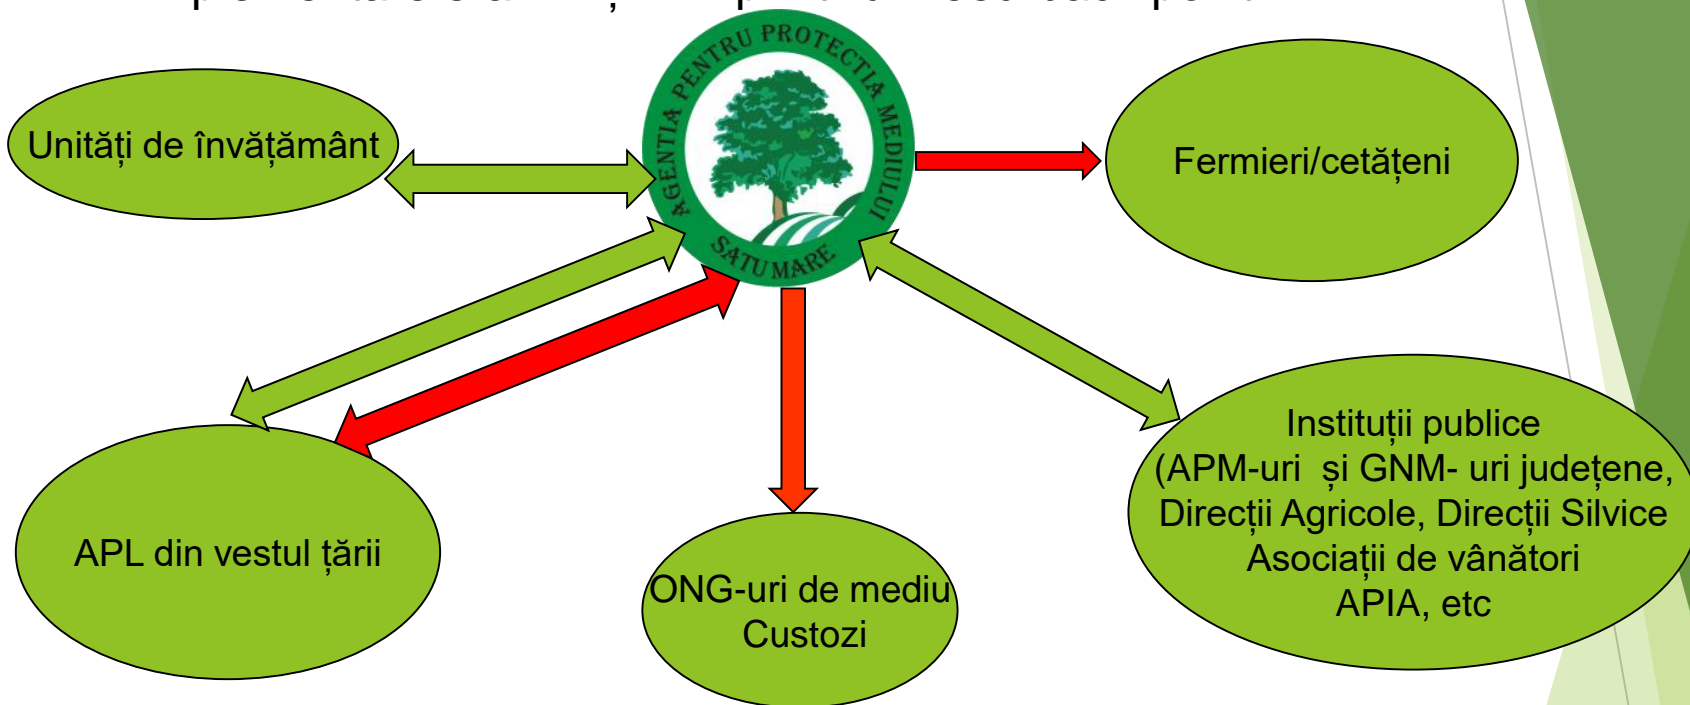 AGENTIA PENTRU PROTECTIA MEDIULUI
SATU MARE
Unități de învățământ
Fermieri/cetățeni
Instituții publice
(APM-uri și GNM- uri județene,
Direcții Agricole, Direcții Silvice
Asociații de vânători
APIA, etc
APL din vestul țării
ONG-uri de mediu
Custozi